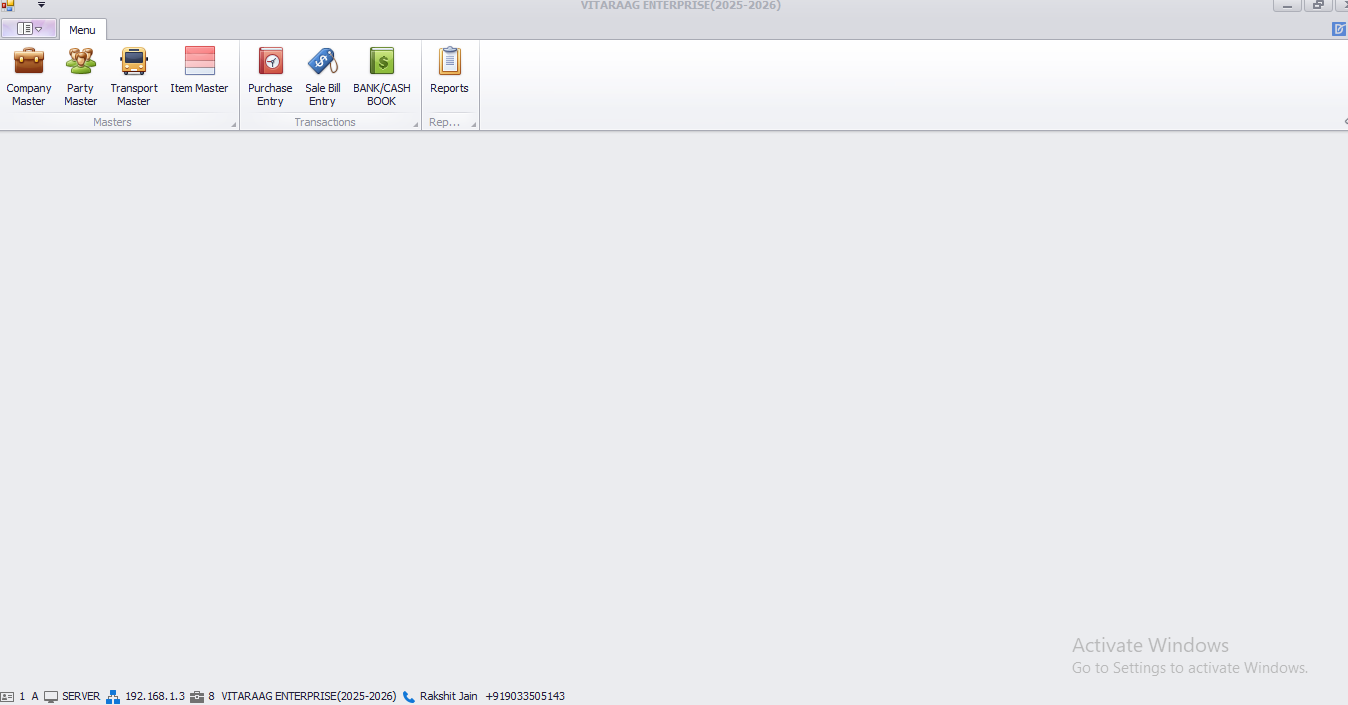 VITARAAG ENTERPRISE(2025-2026)
Menu
Company Master
Party Master
Transport Master
Item Master
Purchase Entry
Sale Bill Entry
BANK/CASH BOOK
Reports
Masters
Transactions
Rep...
Activate Windows
Go to Settings to activate Windows.
1 A SERVER 192.168.1.3 8 VITARAAG ENTERPRISE(2025-2026) Rakshit Jain +919033505143